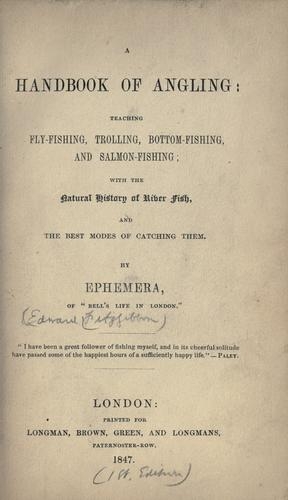 A
HANDBOOK OF ANGLING:
TEACHING
FLY-FISHING, TROLLING, BOTTOM-FISHING,
AND SALMON-FISHING;
WITH THE
Natural History of River Fish,
AND
THE BEST MODES OF CATCHING THEM.
BY
EPHEMERA,
OF "BELL'S LIFE IN LONDON."
(Edward Fitzgibbon)
"I have been a great follower of fishing myself, and in its cheerful solitude
have passed some of the happiest hours of a sufficiently happy life."—PALEY.
LONDON:
PRINTED FOR
LONGMAN, BROWN, GREEN, AND LONGMANS,
PATERNOSTER-ROW.
1847.
(1st. Edition)